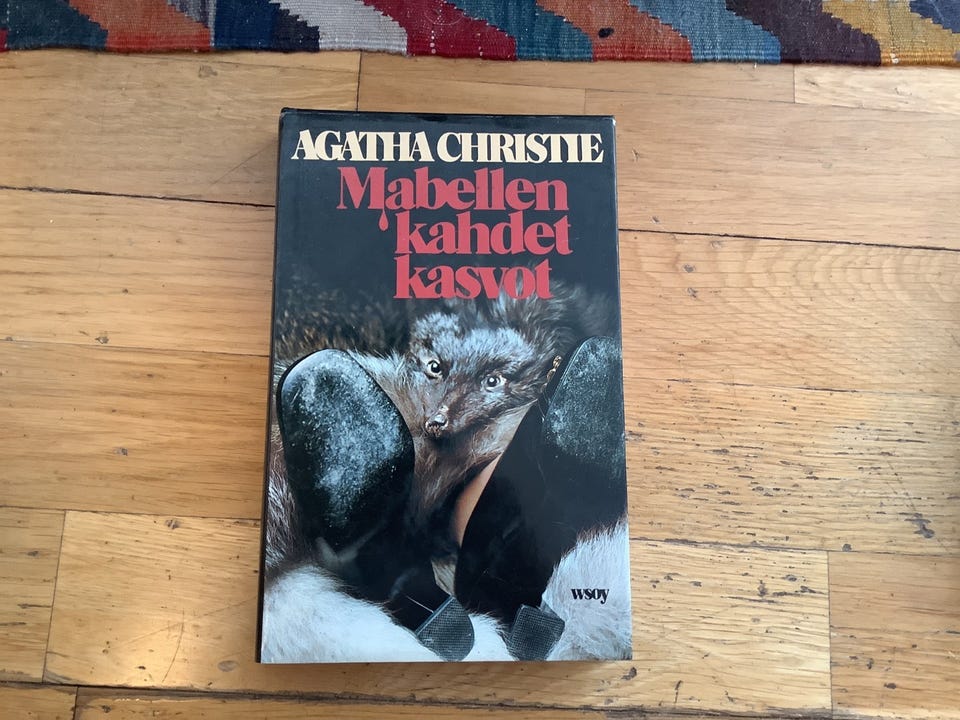 AGATHA CHRISTIE
Mabellen
kahdet
kasvot
wsoy